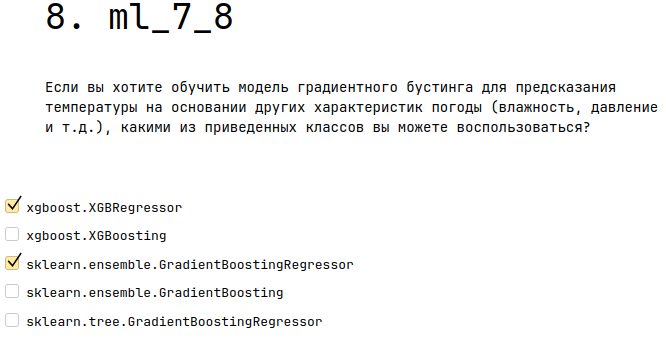 8. ml_7_8
Если вы хотите обучить модель градиентного бустинга для предсказания
температуры на основании других характеристик погоды (влажность, давление
и т.д.), какими из приведенных классов вы можете воспользоваться?
xgboost.XGBRegressor
xgboost.XGBoosting
sklearn.ensemble.GradientBoostingRegressor
sklearn.ensemble.GradientBoosting
sklearn.tree.GradientBoostingRegressor